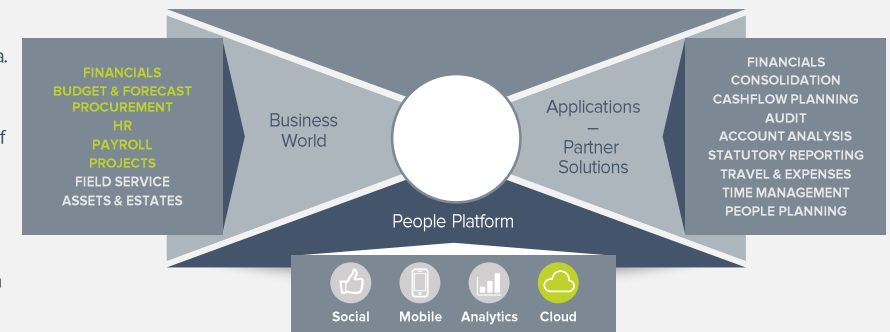 a.
f
FINANCIALS
BUDGET & FORECAST
PROCUREMENT
HR
PAYROLL
PROJECTS
FIELD SERVICE
ASSETS & ESTATES
Business
World
Applications
–
Partner
Solutions
FINANCIALS
CONSOLIDATION
CASHFLOW PLANNING
AUDIT
ACCOUNT ANALYSIS
STATUTORY REPORTING
TRAVEL & EXPENSES
TIME MANAGEMENT
PEOPLE PLANNING
People Platform
Social
Mobile
Analytics
Cloud